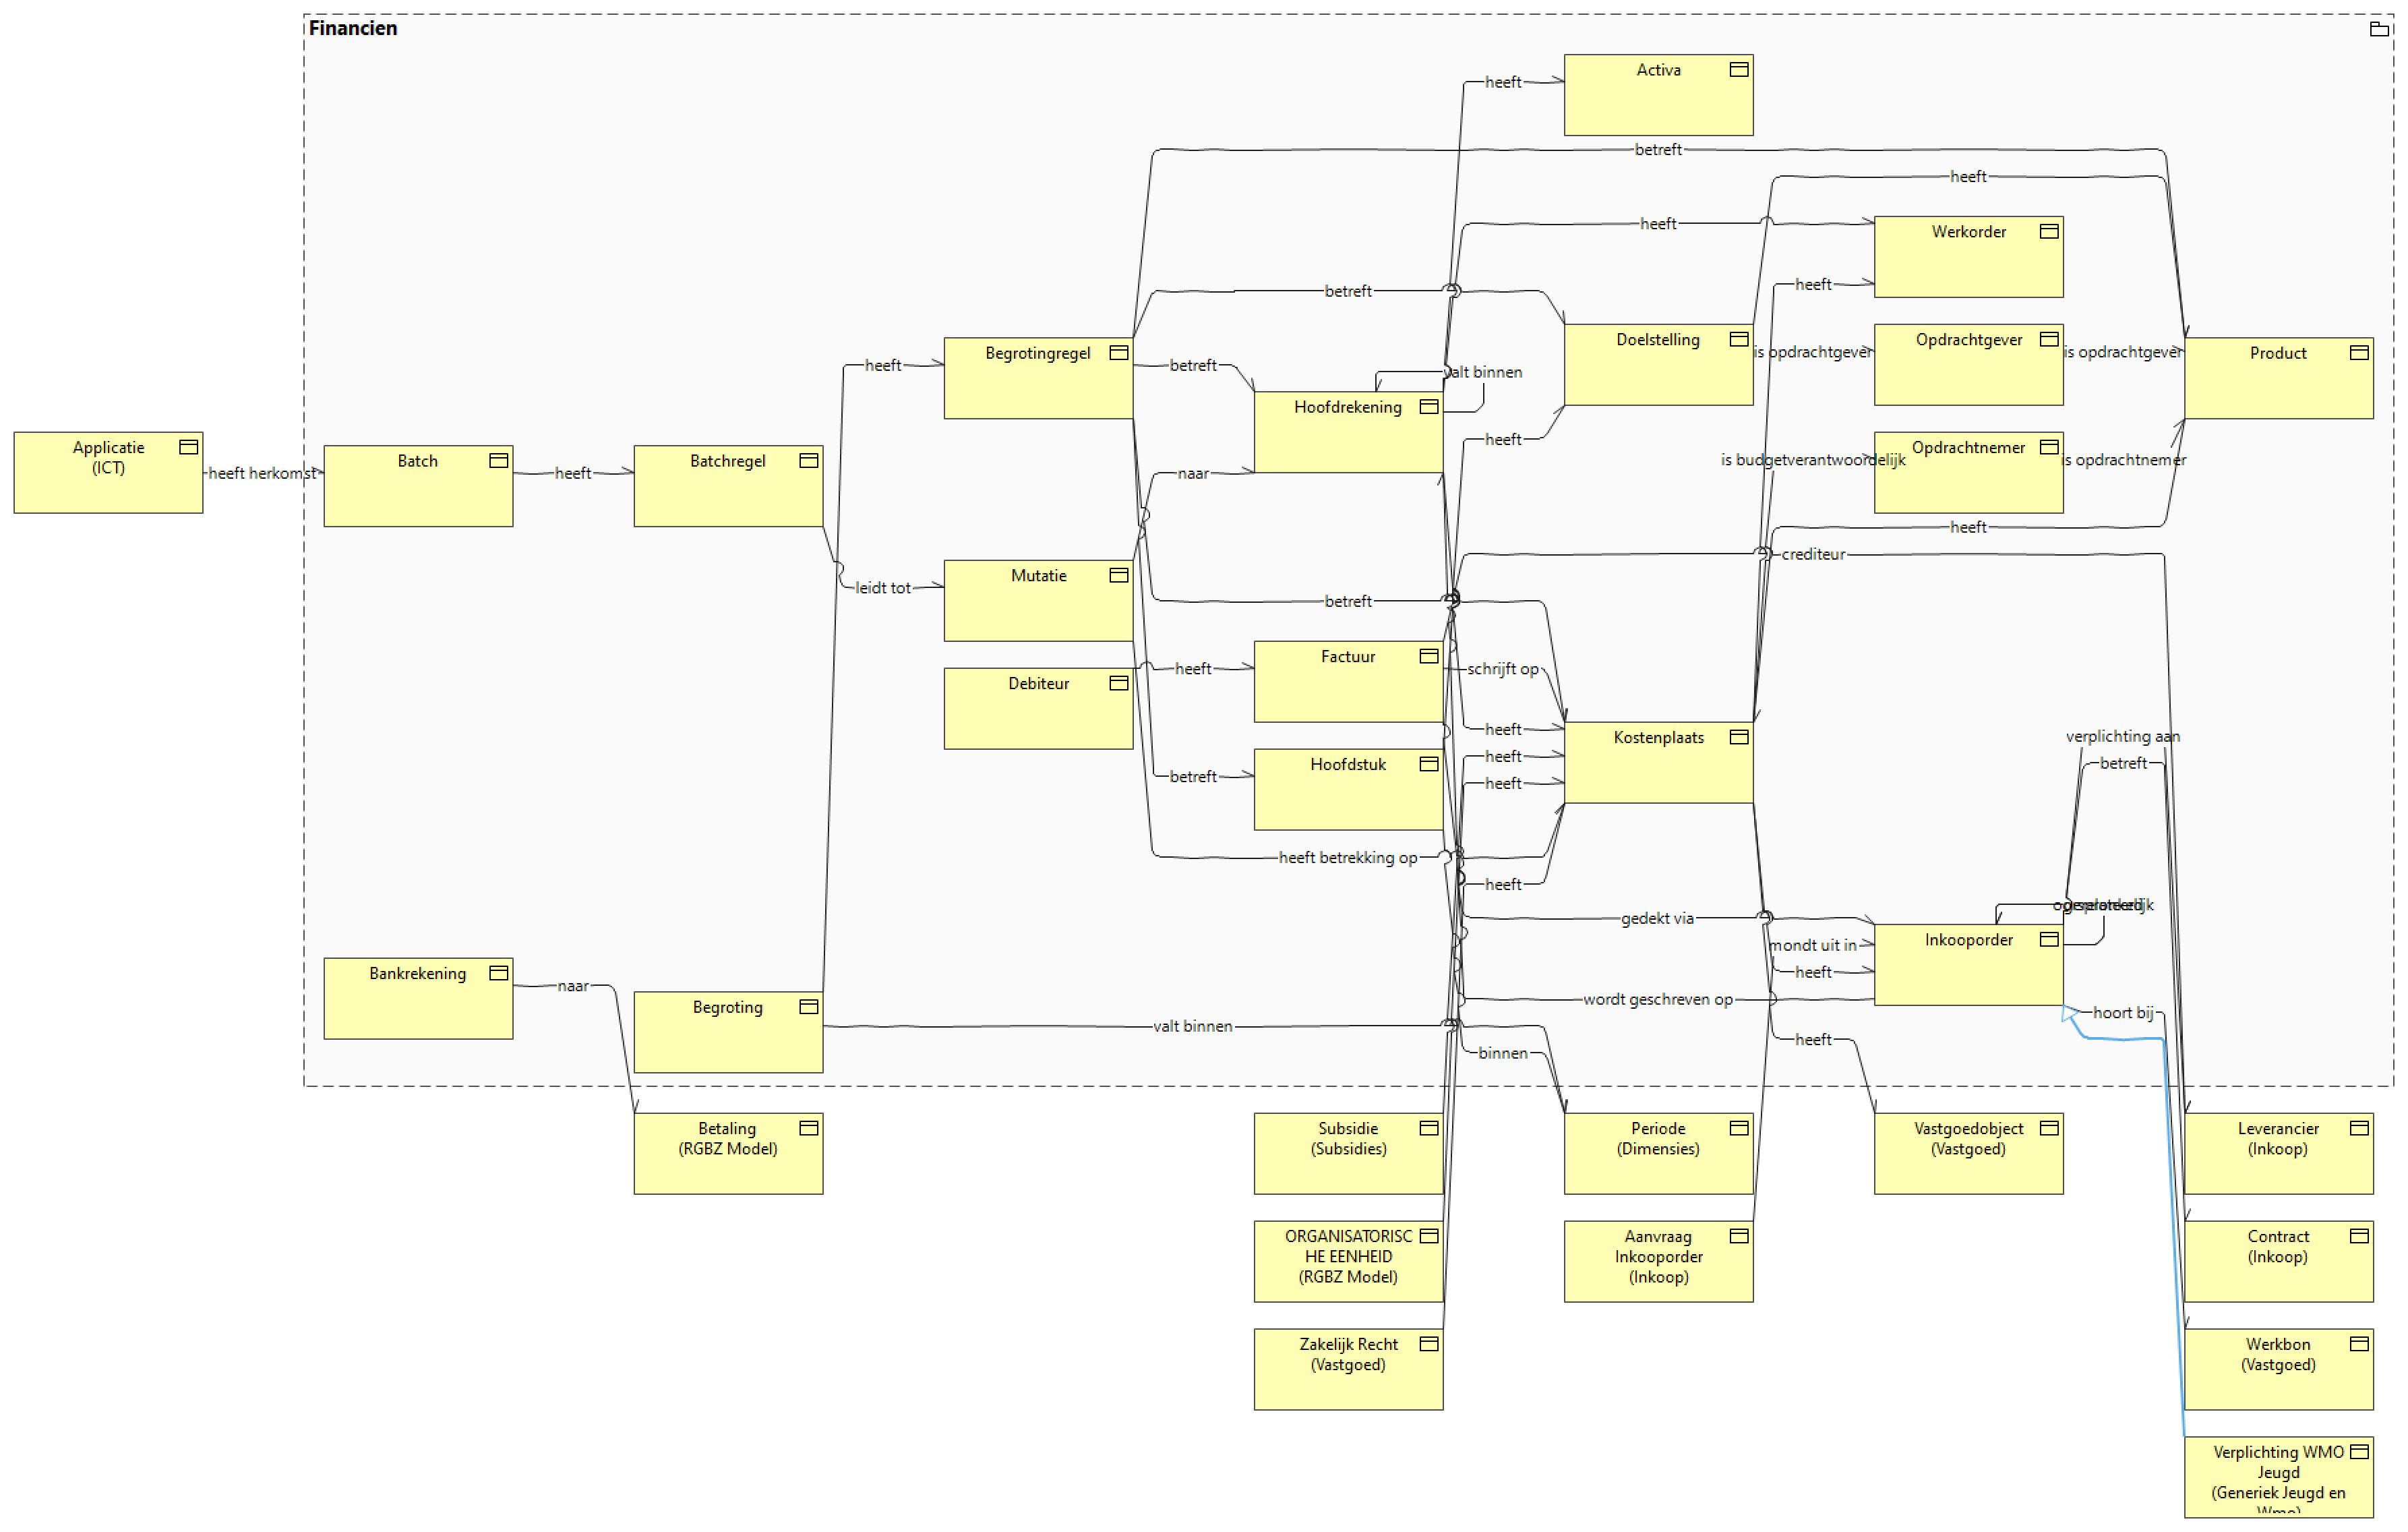 Financien
Activa
heeft
betreft
heeft
heeft
Werkorder
heeft
betreft
Doelstelling
is opdrachtgever
Opdrachtgever
is opdrachtgever
Product
Begrotingregel
heeft
betreft
valt binnen
Hoofdrekening
heeft
Applicatie
(ICT)
heeft herkomst
Batch
heeft
Batchregel
naar
is budgetverantwoordelijk
Opdrachtnemer
is opdrachtnemer
heeft
crediteur
Mutatie
leidt tot
betreft
Factuur
heeft
schrijft op
Debiteur
heeft
Kostenplaats
heeft
heeft
Hoofdstuk
betreft
verplichting aan
betreft
heeft betrekking op
heeft
gedekt via
Inkooporder
mondt uit in
heeft
Bankrekening
naar
wordt geschreven op
Begroting
hoort bij
valt binnen
heeft
binnen
Betaling
(RGBZ Model)
Subsidie
(Subsidies)
Periode
(Dimensies)
Vastgoedobject
(Vastgoed)
Leverancier
(Inkoop)
ORGANISATORISC
HE EENHEID
(RGBZ Model)
Aanvraag
Inkooporder
(Inkoop)
Contract
(Inkoop)
Zakelijk Recht
(Vastgoed)
Werkbon
(Vastgoed)
Verplichting WMO
Jeugd
(Generiek Jeugd en
Wmo)